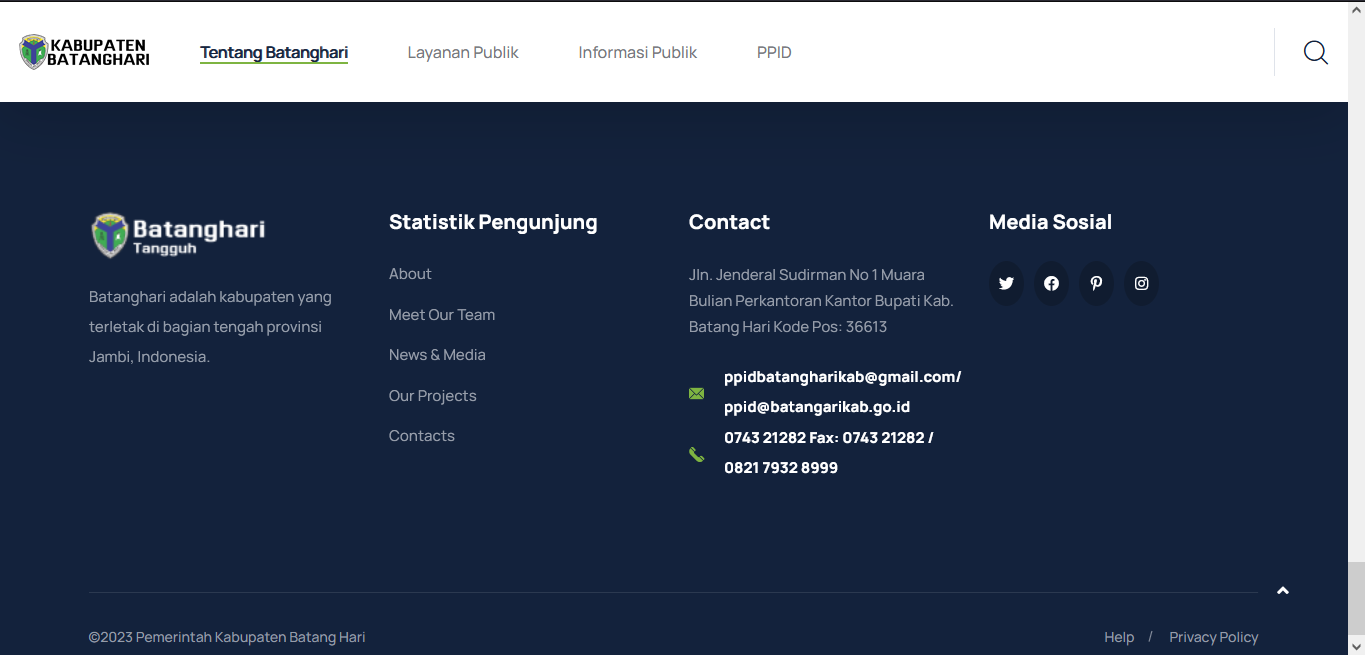 KABUPATEN
BATANGHARI
Tentang Batanghari
Layanan Publik
Informasi Publik
PPID
Batanghari
Tangguh
Batanghari adalah kabupaten yang
terletak di bagian tengah provinsi
Jambi, Indonesia.
Statistik Pengunjung
About
Meet Our Team
News & Media
Our Projects
Contacts
Contact
Jln. Jenderal Sudirman No 1 Muara
Bulian Perkantoran Kantor Bupati Kab.
Batang Hari Kode Pos: 36613
ppidbatangharikab@gmail.com/
ppid@batangarikab.go.id
0743 21282 Fax: 0743 21282 /
0821 7932 8999
Media Sosial
©2023 Pemerintah Kabupaten Batang Hari
Help / Privacy Policy